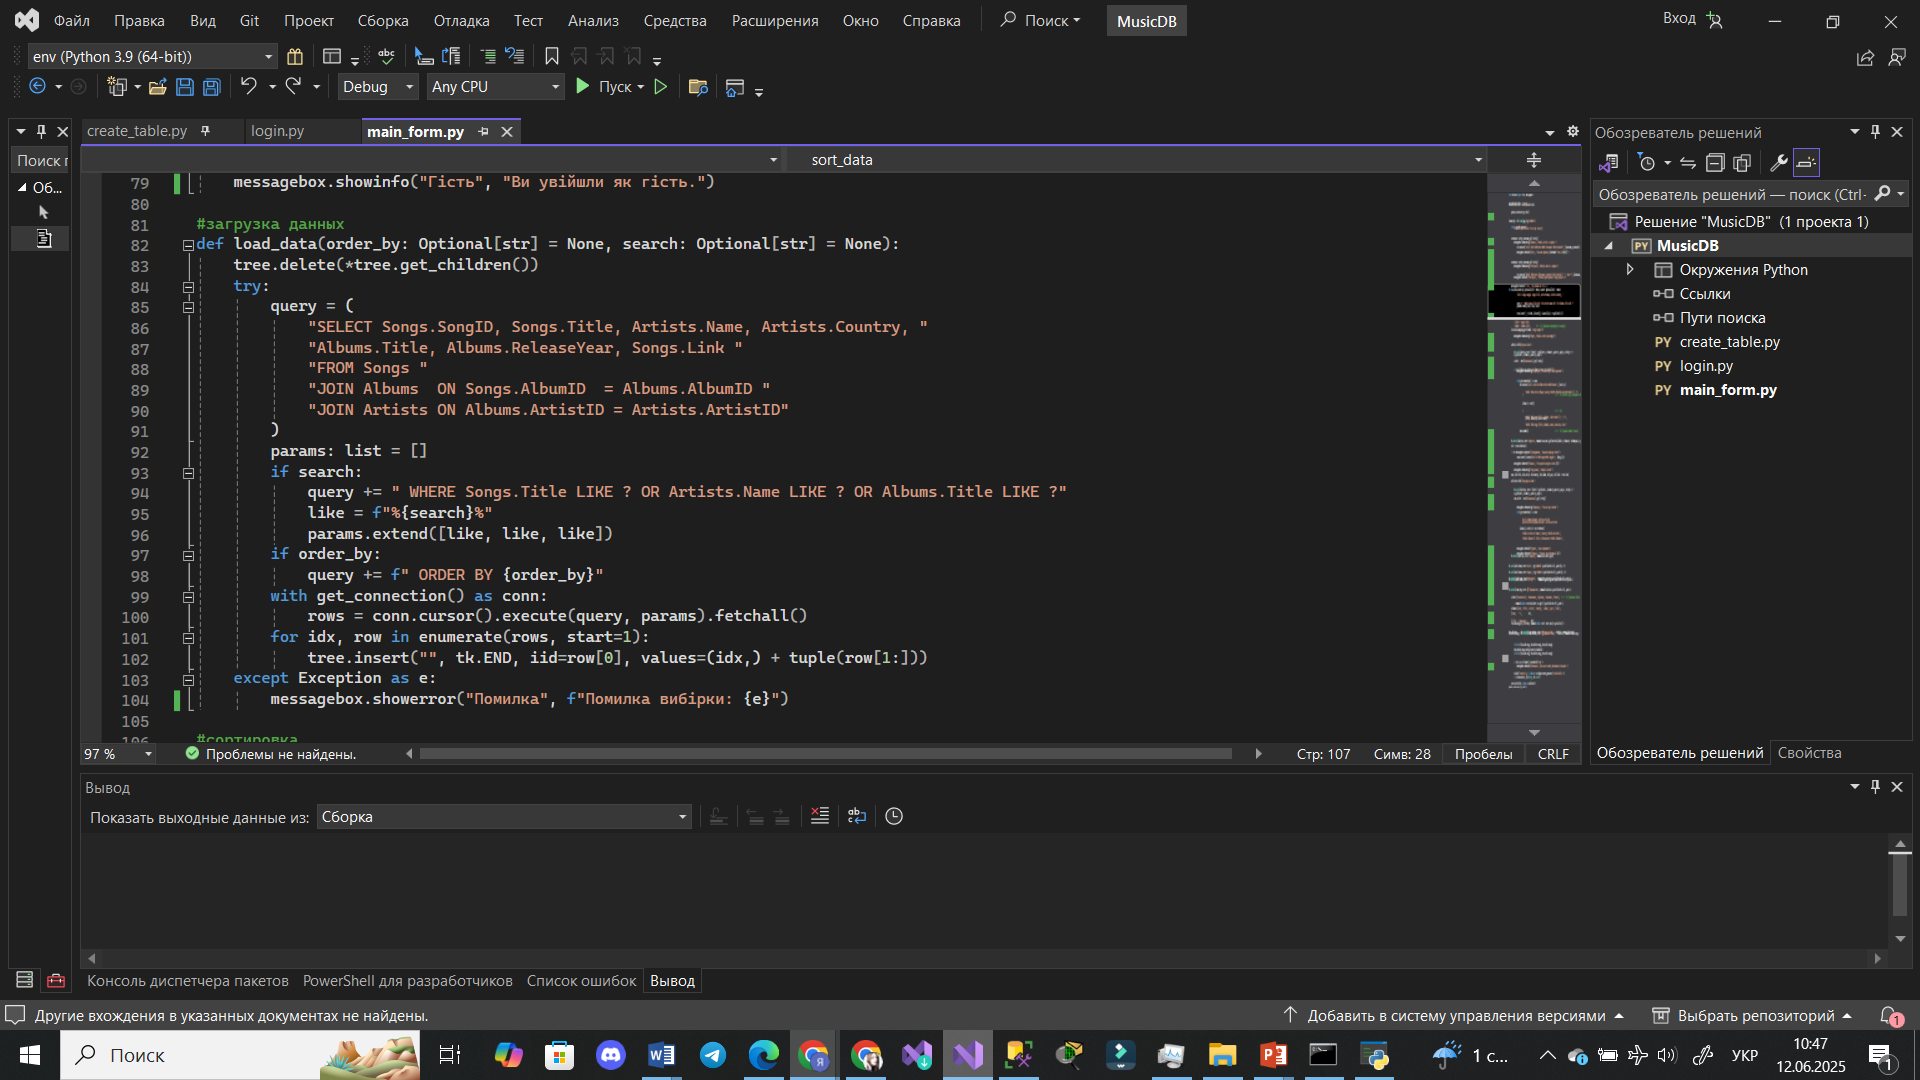 Файл Правка Вид Git Проект Сборка Отладка Тест Анализ Средства Расширения Окно Справка Поиск MusicDB Вход
env (Python 3.9 (64-bit))
Debug Any CPU Пуск
create_table.py login.py main_form.py
Поиск г
sort_data
Об...
79 messagebox.showinfo("Гість", "Ви увійшли як гість.")
80
81 #загрузка данных
82 def load_data(order_by: Optional[str] = None, search: Optional[str] = None):
83 tree.delete(*tree.get_children())
84 try:
85 query = (
86 "SELECT Songs.SongID, Songs.Title, Artists.Name, Artists.Country, "
87 "Albums.Title, Albums.ReleaseYear, Songs.Link "
88 "FROM Songs "
89 "JOIN Albums  ON Songs.AlbumID  = Albums.AlbumID "
90 "JOIN Artists ON Albums.ArtistID = Artists.ArtistID"
91 )
92 params: list = []
93 if search:
94 query += " WHERE Songs.Title LIKE ? OR Artists.Name LIKE ? OR Albums.Title LIKE ?"
95 like = f"%{search}%"
96 params.extend([like, like, like])
97 if order_by:
98 query += f" ORDER BY {order_by}"
99 with get_connection() as conn:
100 rows = conn.cursor().execute(query, params).fetchall()
101 for idx, row in enumerate(rows, start=1):
102 tree.insert("", tk.END, iid=row[0], values=(idx,) + tuple(row[1:]))
103 except Exception as e:
104 messagebox.showerror("Помилка", f"Помилка вибірки: {e}")
105
106 #сортировка
97 % Проблемы не найдены. Стр: 107 Симв: 28 Пробелы CRLF
Обозреватель решений
Обозреватель решений — поиск (Ctrl-
Решение "MusicDB" (1 проекта 1)
MusicDB
Окружения Python
Ссылки
Пути поиска
create_table.py
login.py
main_form.py
Обозреватель решений Свойства
Вывод
Показать выходные данные из: Сборка
Консоль диспетчера пакетов PowerShell для разработчиков Список ошибок Вывод
Другие вхождения в указанных документах не найдены. Добавить в систему управления версиями Выбрать репозиторий 1
Поиск 1 с... УКР 10:47
12.06.2025 1